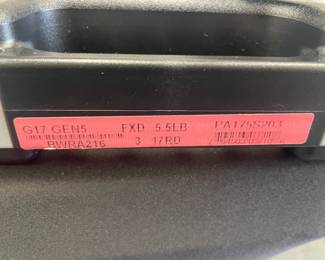 G17 GEN5 FXD 5.5LB PA175S203
BWRA216 3 17RD